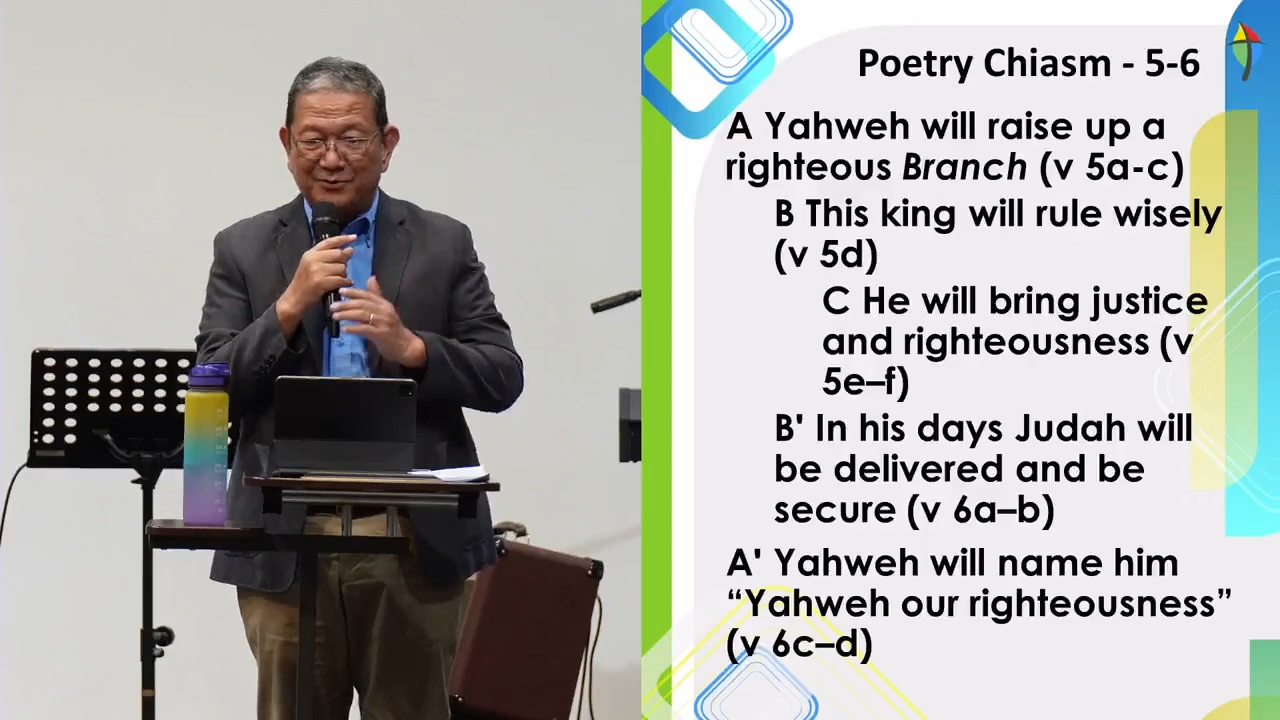 Poetry Chiasm - 5-6
A Yahweh will raise up a
righteous Branch (v 5a-c)
B This king will rule wisely
(v 5d)
C He will bring justice
and righteousness (v
5e–f)
B' In his days Judah will
be delivered and be
secure (v 6a–b)
A' Yahweh will name him
“Yahweh our righteousness”
(v 6c–d)